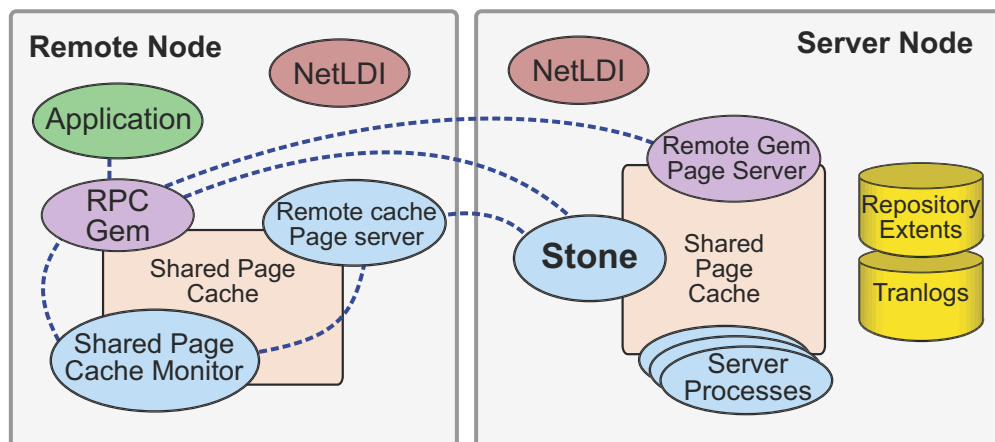 Remote Node
NetLDI
Application
RPC
Gem
Remote cache
Page server
Shared Page
Cache
Shared Page
Cache Monitor
Server Node
NetLDI
Remote Gem
Page Server
Stone
Shared
Page
Cache
Server
Processes
Repository
Extents
Tranlogs